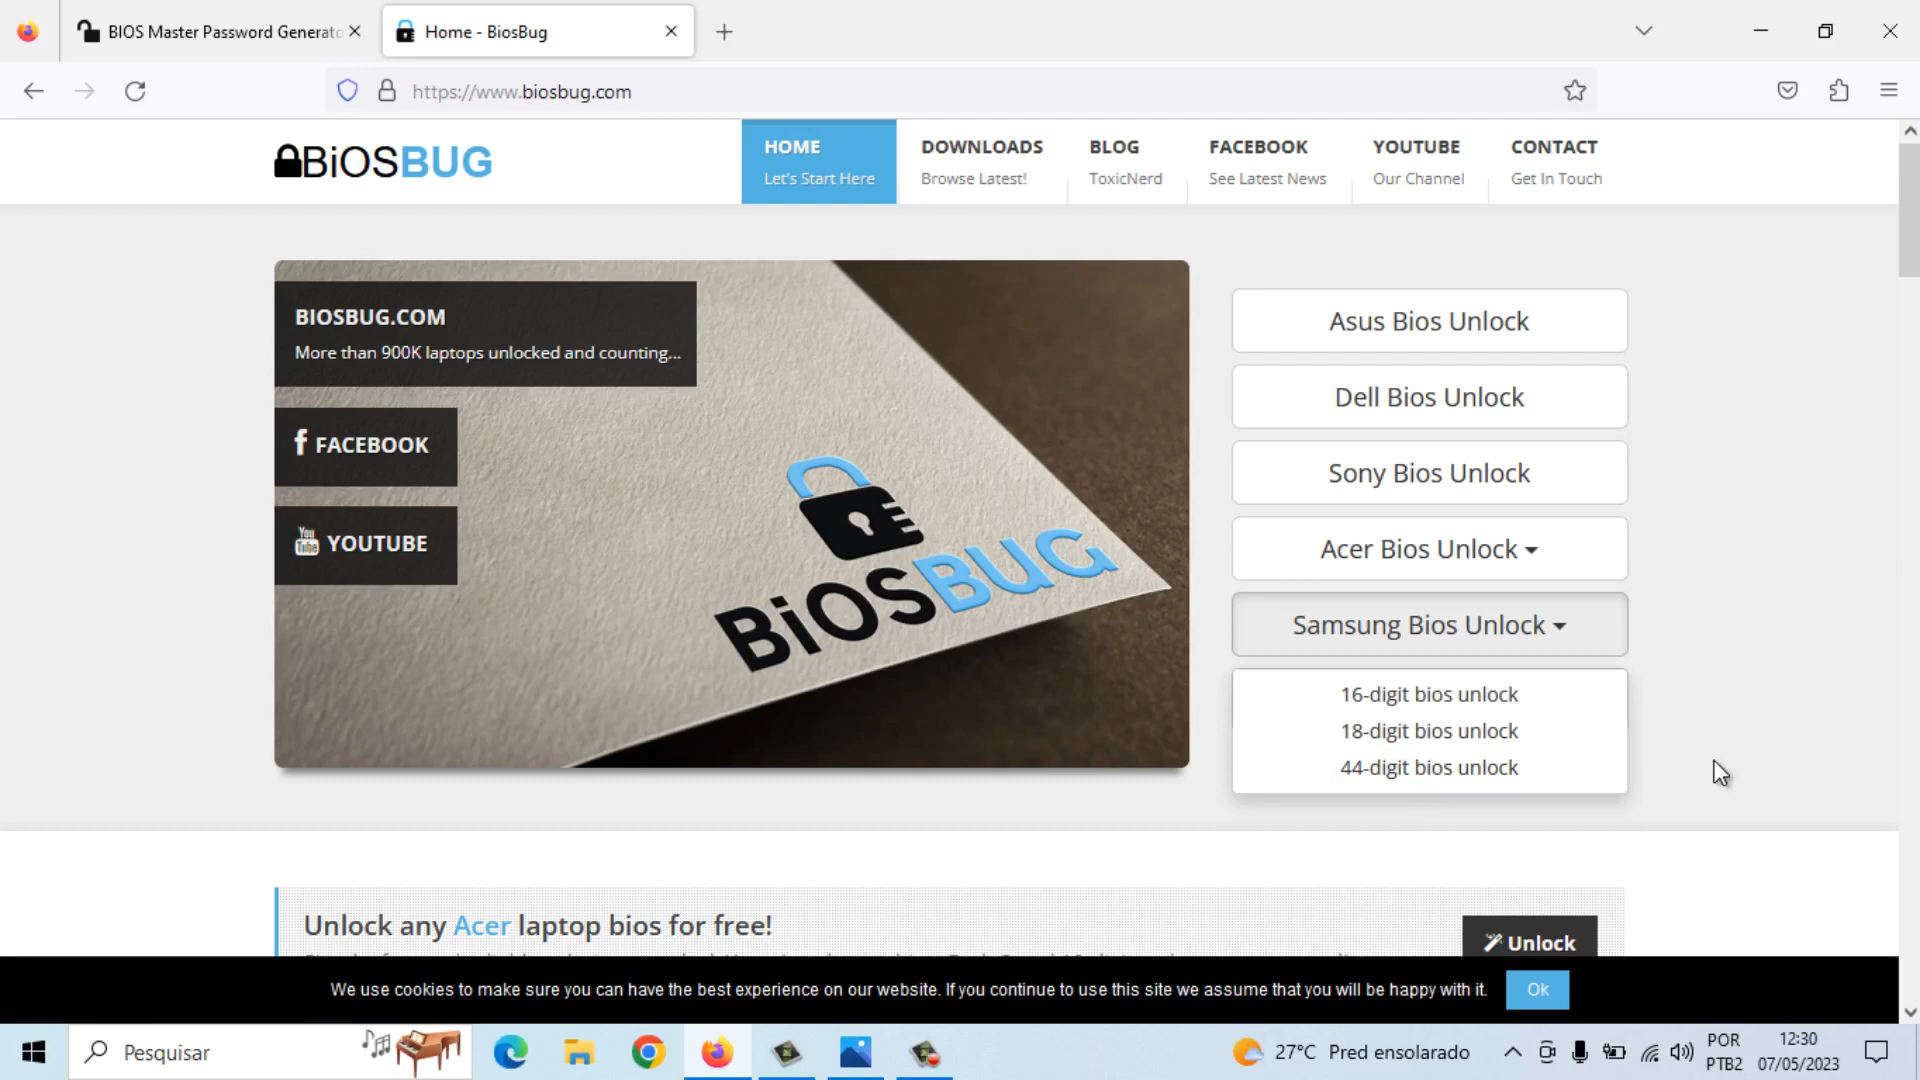 BIOS Master Password Generato
Home - BiosBug
https://www.biosbug.com
BiOSBUG
HOME
Let's Start Here
DOWNLOADS
Browse Latest!
BLOG
ToxicNerd
FACEBOOK
See Latest News
YOUTUBE
Our Channel
CONTACT
Get In Touch
BIOSBUG.COM
More than 900K laptops unlocked and counting...
f FACEBOOK
You Tube YOUTUBE
BiOSBUG
Asus Bios Unlock
Dell Bios Unlock
Sony Bios Unlock
Acer Bios Unlock
Samsung Bios Unlock
16-digit bios unlock
18-digit bios unlock
44-digit bios unlock
Unlock any Acer laptop bios for free!
Unlock
We use cookies to make sure you can have the best experience on our website. If you continue to use this site we assume that you will be happy with it.
Ok
Pesquisar
27°C Pred ensolarado
POR
PTB2
12:30
07/05/2023